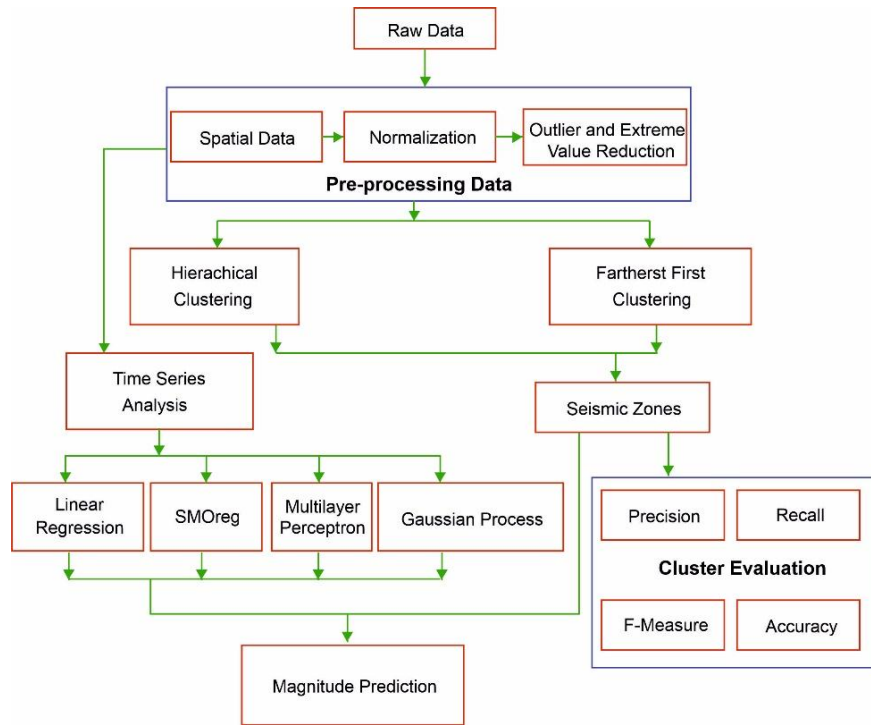 Raw Data
Spatial Data
Normalization
Outlier and Extreme
Value Reduction
Pre-processing Data
Hierachical
Clustering
Fartherst First
Clustering
Time Series
Analysis
Seismic Zones
Linear
Regression
SMOreg
Multilayer
Perceptron
Gaussian Process
Precision
Recall
Cluster Evaluation
F-Measure
Accuracy
Magnitude Prediction